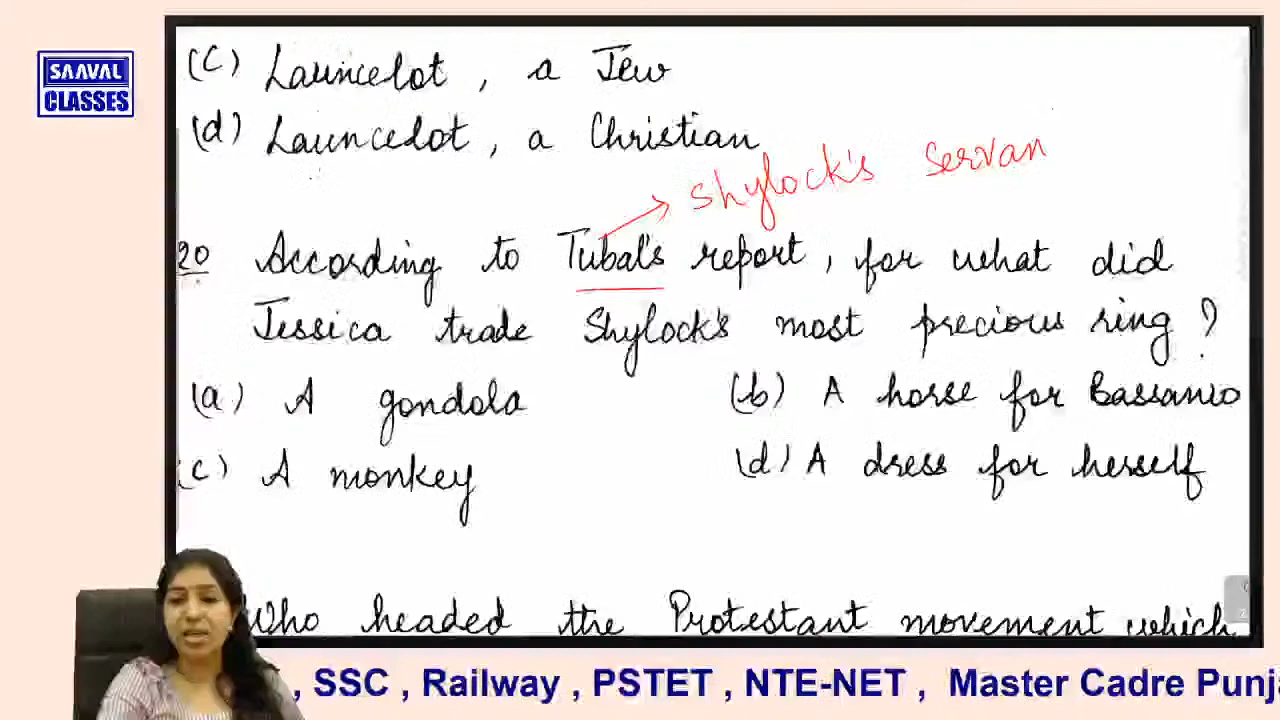 SAAVAL
CLASSES
(C) Launcelot, a Jew
(d) Launcelot, a Christian
Shylock's Servan
20 According to Tubal's report, for what did
Jessica trade Shylock's most precious ring?
(a) A gondola (b) A horse for Bassanio
(c) A monkey (d) A dress for herself
Who headed the Protestant movement which
, SSC , Railway , PSTET , NTE-NET , Master Cadre Punja